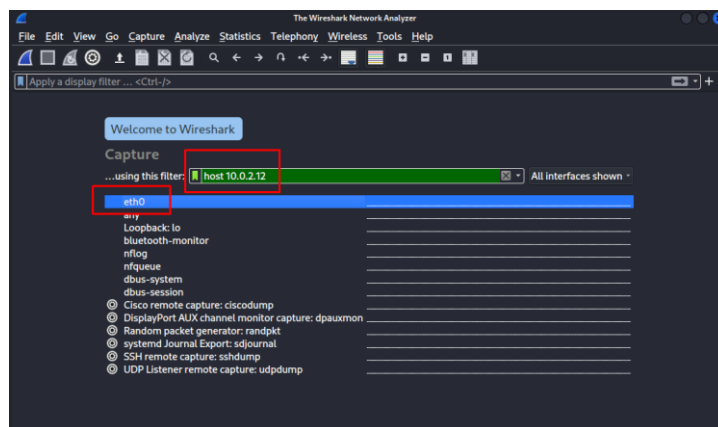 The Wireshark Network Analyzer
File Edit View Go Capture Analyze Statistics Telephony Wireless Tools Help
Apply a display filter ... <Ctrl-/>
+
Welcome to Wireshark
Capture
...using this filter: host 10.0.2.12 All interfaces shown
eth0
any
Loopback: lo
bluetooth-monitor
nflog
nfqueue
dbus-system
dbus-session
Cisco remote capture: ciscodump
DisplayPort AUX channel monitor capture: dpauxmon
Random packet generator: randpkt
systemd Journal Export: sdjournal
SSH remote capture: sshdump
UDP Listener remote capture: udpdump